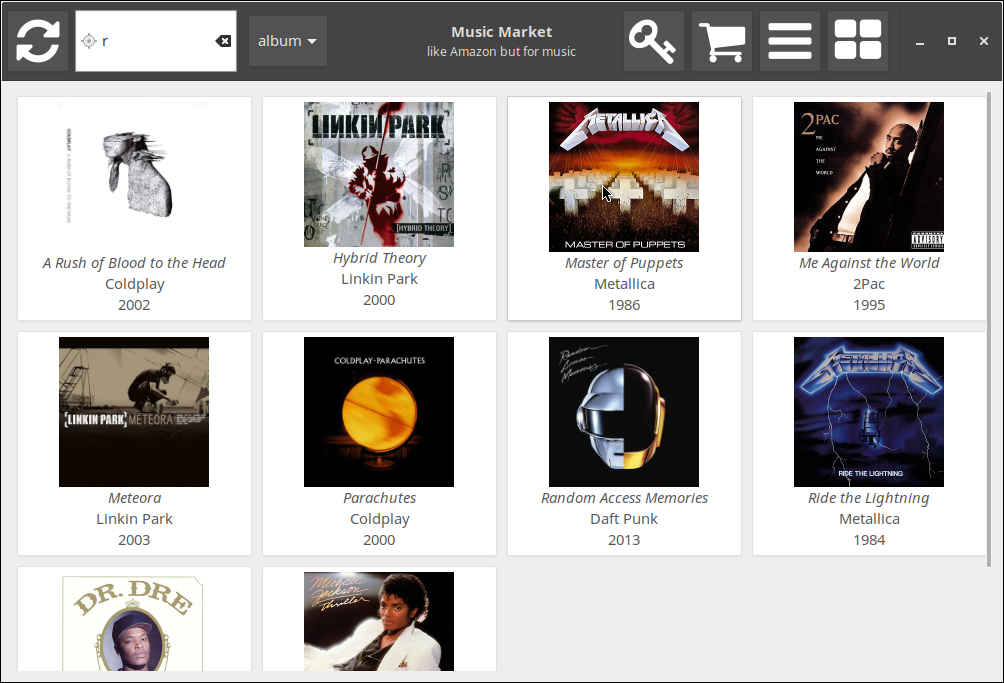 r
album
Music Market
like Amazon but for music
A Rush of Blood to the Head
Coldplay
2002
LINKIN PARK
[HYBRID THEORY]
Hybrid Theory
Linkin Park
2000
METALLICA
MASTER OF PUPPETS
Master of Puppets
Metallica
1986
2PAC
ME
AGAINST
THE
WORLD
PARENTAL
ADVISORY
Me Against the World
2Pac
1995
[LINKIN PARK] METEORA
Meteora
Linkin Park
2003
COLDPLAY·PARACHUTES
Parachutes
Coldplay
2000
Random
Access
Memories
Random Access Memories
Daft Punk
2013
METALLICA
RIDE THE LIGHTNING
Ride the Lightning
Metallica
1984
DR. DRE
Michael
Jackson
Thriller